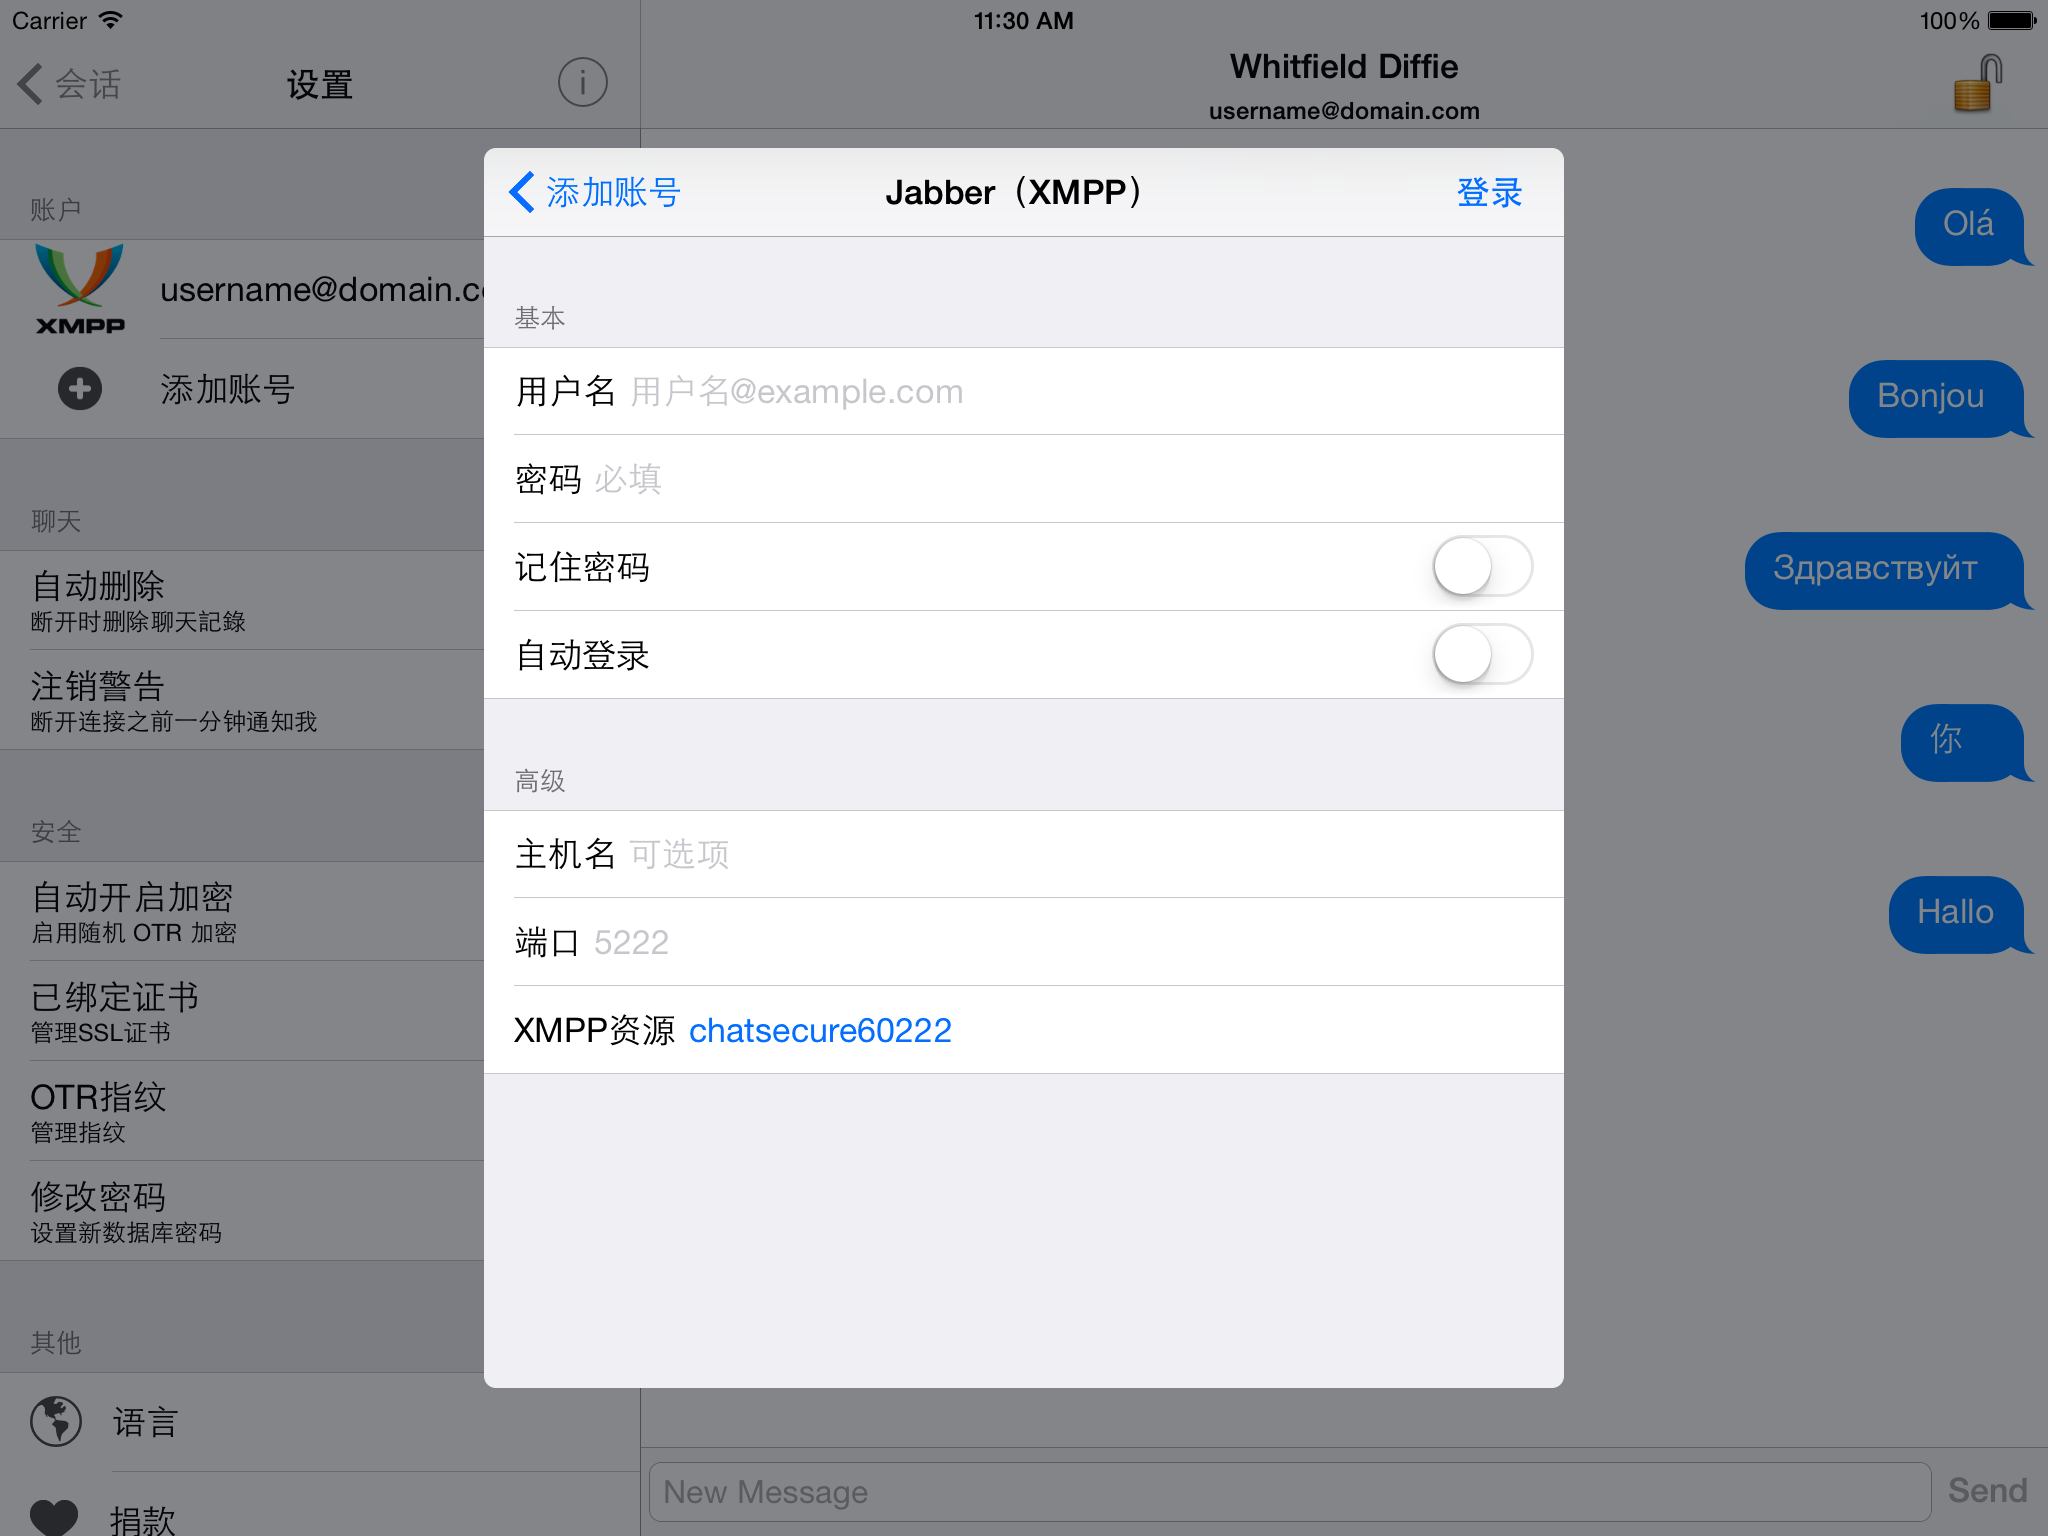 Carrier
11:30 AM
100%
会话
设置
Whitfield Diffie
username@domain.com
账户
XMPP
username@domain.c
添加账号
聊天
自动删除
断开时删除聊天記錄
注销警告
断开连接之前一分钟通知我
安全
自动开启加密
启用随机 OTR 加密
已绑定证书
管理SSL证书
OTR指纹
管理指纹
修改密码
设置新数据库密码
其他
语言
捐款
添加账号
Jabber（XMPP）
登录
基本
用户名 用户名@example.com
密码 必填
记住密码
自动登录
高级
主机名 可选项
端口 5222
XMPP资源 chatsecure60222
Olá
Bonjou
Здравствуйт
你
Hallo
New Message
Send